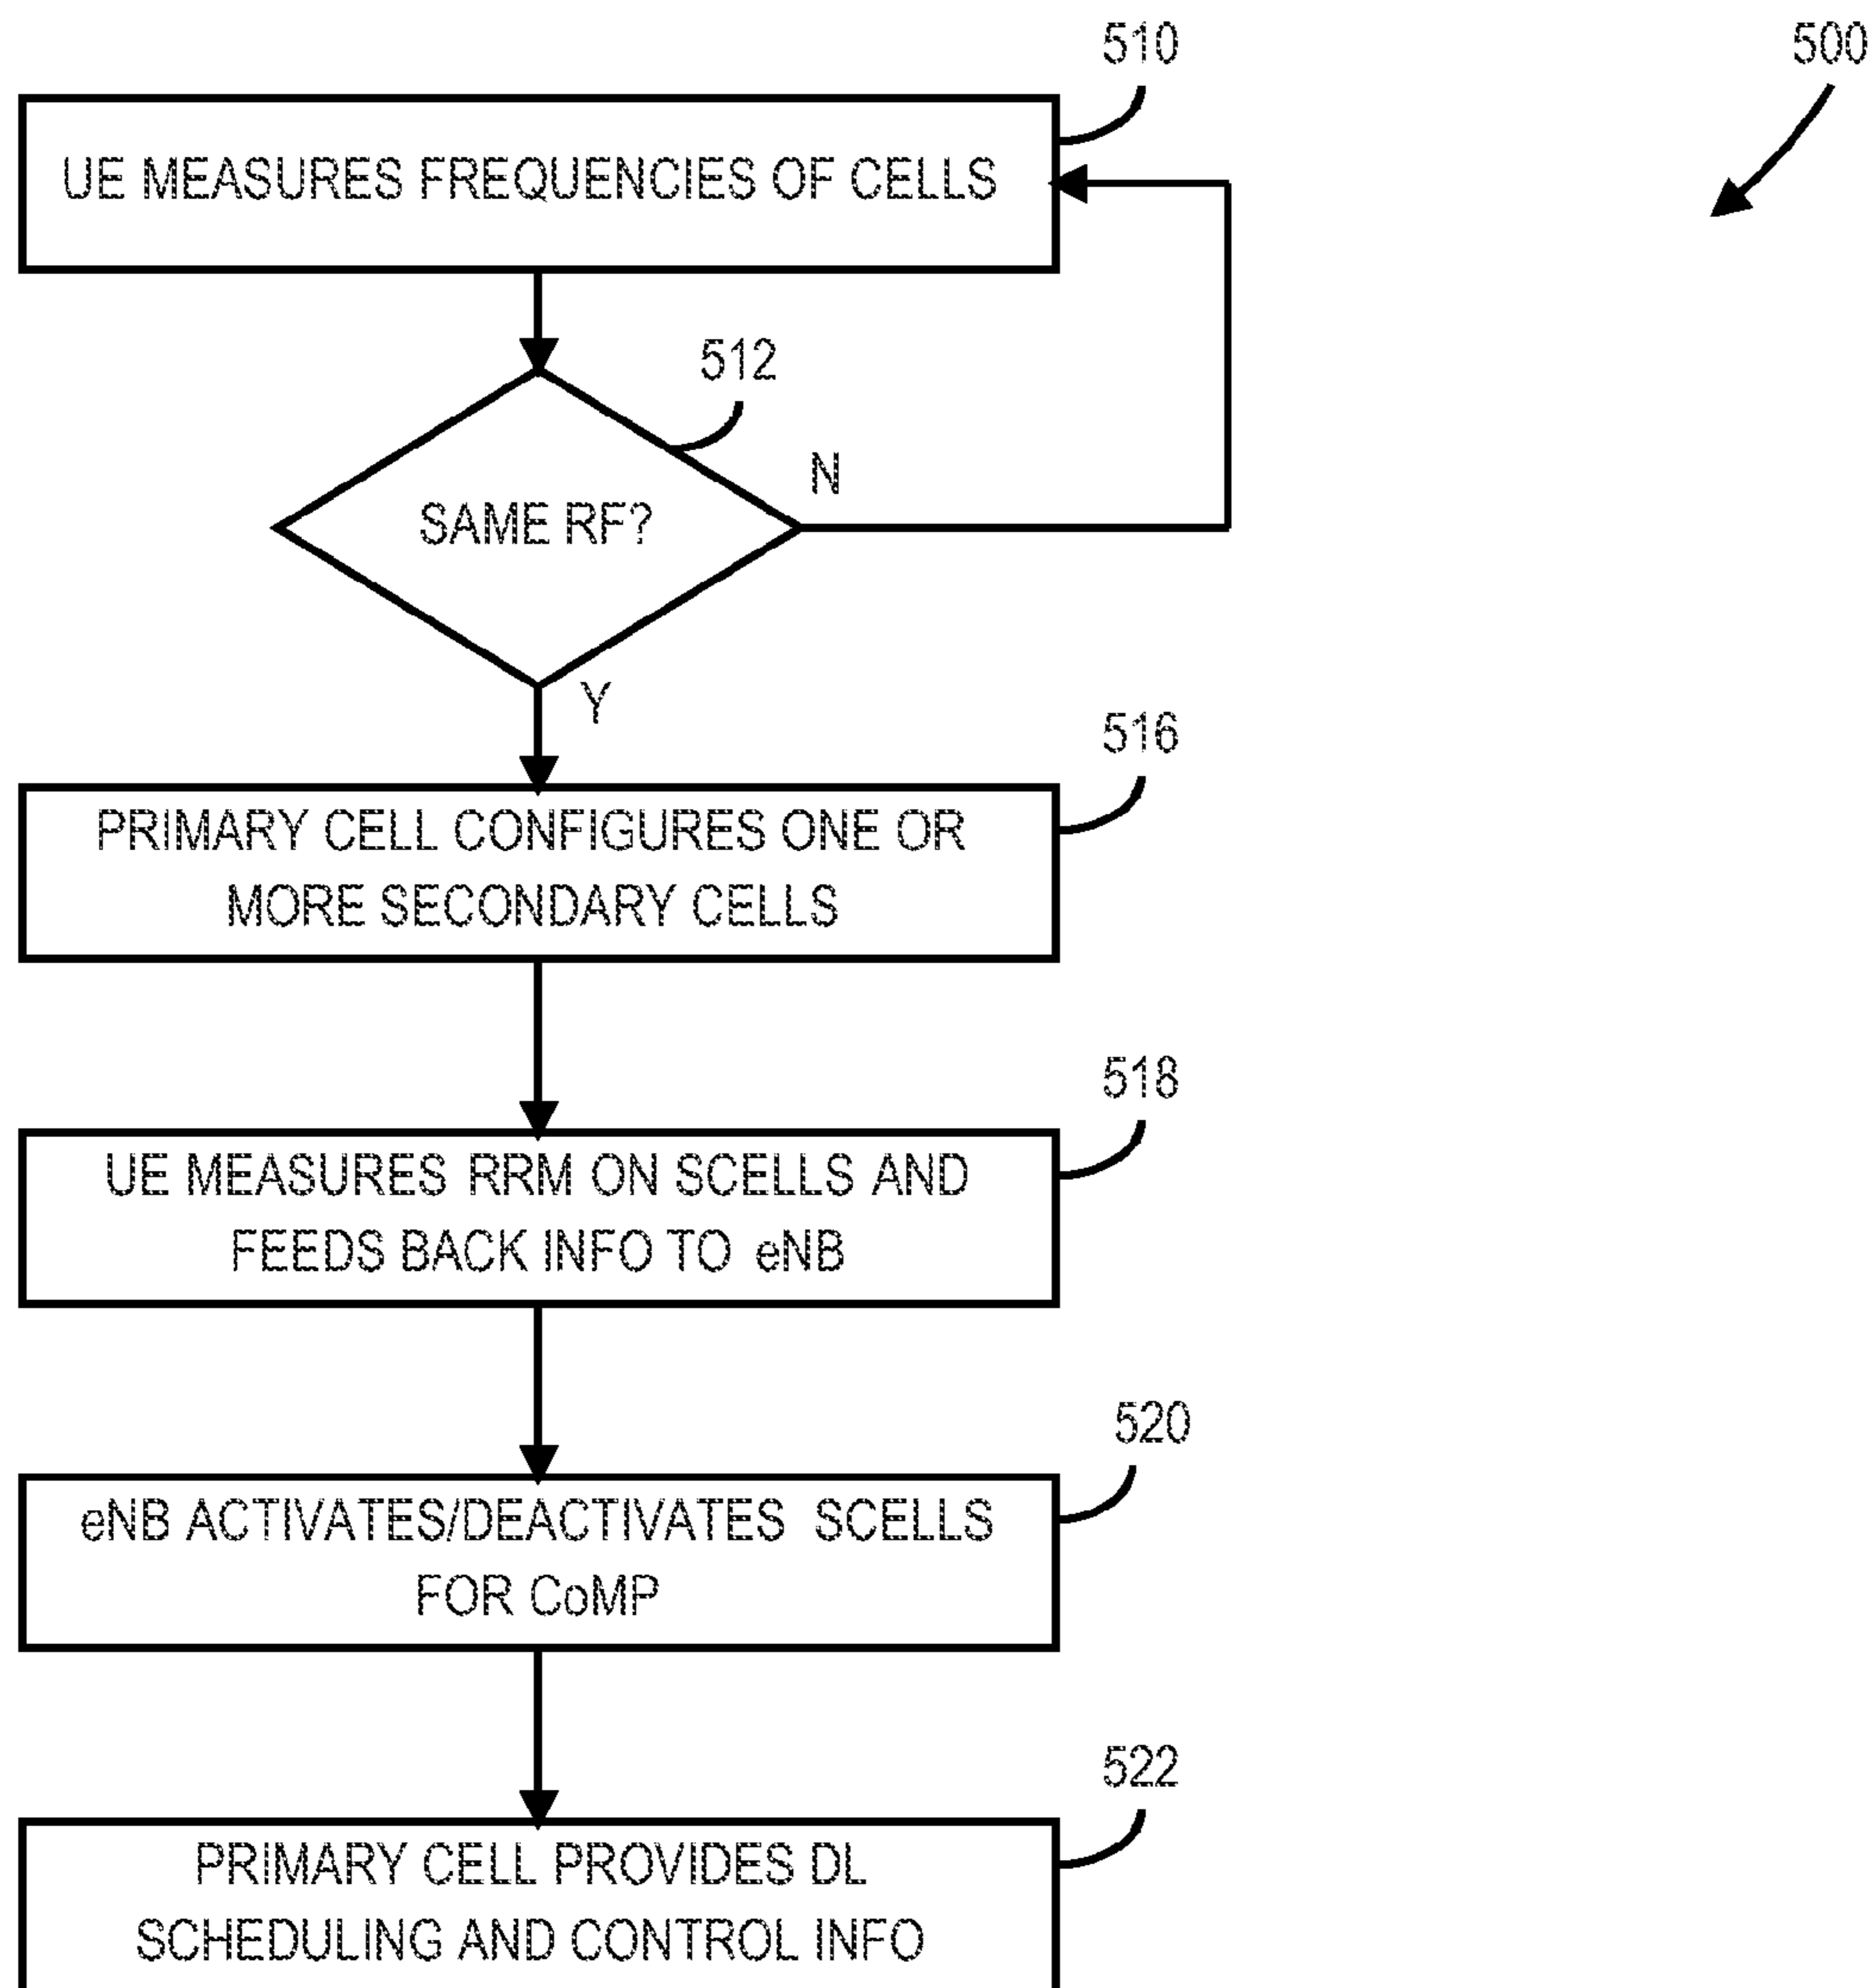 510
500
UE MEASURES FREQUENCIES OF CELLS
512
N
SAME RF?
Y
516
PRIMARY CELL CONFIGURES ONE OR
MORE SECONDARY CELLS
518
UE MEASURES RRM ON SCELLS AND
FEEDS BACK INFO TO eNB
520
eNB ACTIVATES/DEACTIVATES SCELLS
FOR CoMP
522
PRIMARY CELL PROVIDES DL
SCHEDULING AND CONTROL INFO